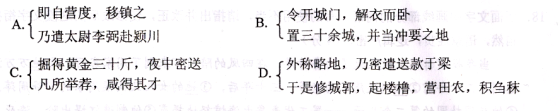 A. 即自营度，移镇之
乃遣太尉李弼赴颍川
B. 令开城门，解衣而卧
置三十余城，并当冲要之地
C. 掘得黄金三十斤，夜中密送
凡所举荐，咸得其才
D. 外称略地，乃密遣送款于梁
于是修城郭，起楼橹，营田农，积刍秣